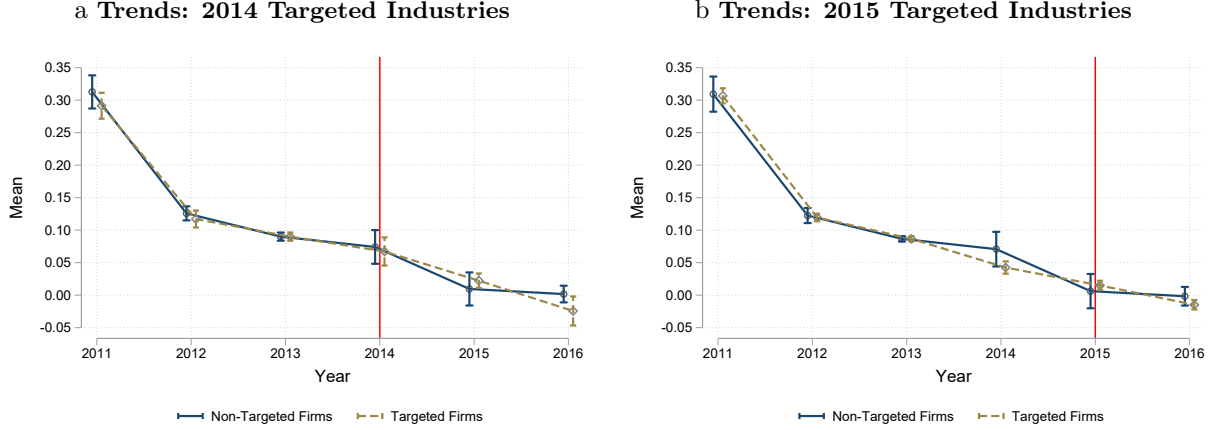 a Trends: 2014 Targeted Industries
0.35
0.30
0.25
0.20
0.15
0.10
0.05
0.00
-0.05
Mean
2011 2012 2013 2014 2015 2016
Year
Non-Targeted Firms Targeted Firms
b Trends: 2015 Targeted Industries
0.35
0.30
0.25
0.20
0.15
0.10
0.05
0.00
-0.05
Mean
2011 2012 2013 2014 2015 2016
Year
Non-Targeted Firms Targeted Firms